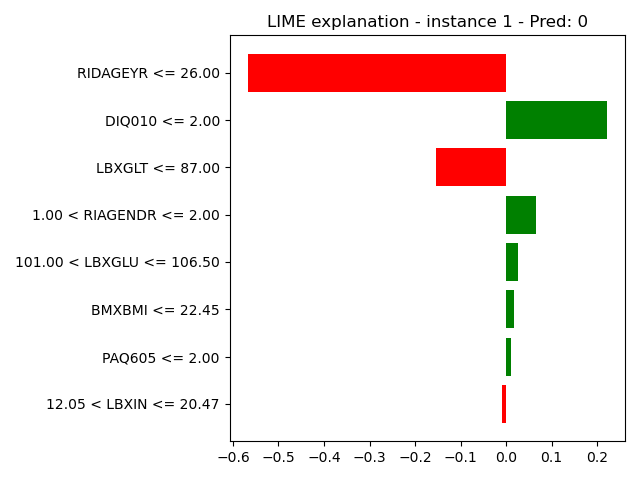 LIME explanation - instance 1 - Pred: 0
RIDAGEYR <= 26.00
DIQ010 <= 2.00
LBXGLT <= 87.00
1.00 < RIAGENDR <= 2.00
101.00 < LBXGLU <= 106.50
BMXBMI <= 22.45
PAQ605 <= 2.00
12.05 < LBXIN <= 20.47
−0.6 −0.5 −0.4 −0.3 −0.2 −0.1 0.0 0.1 0.2